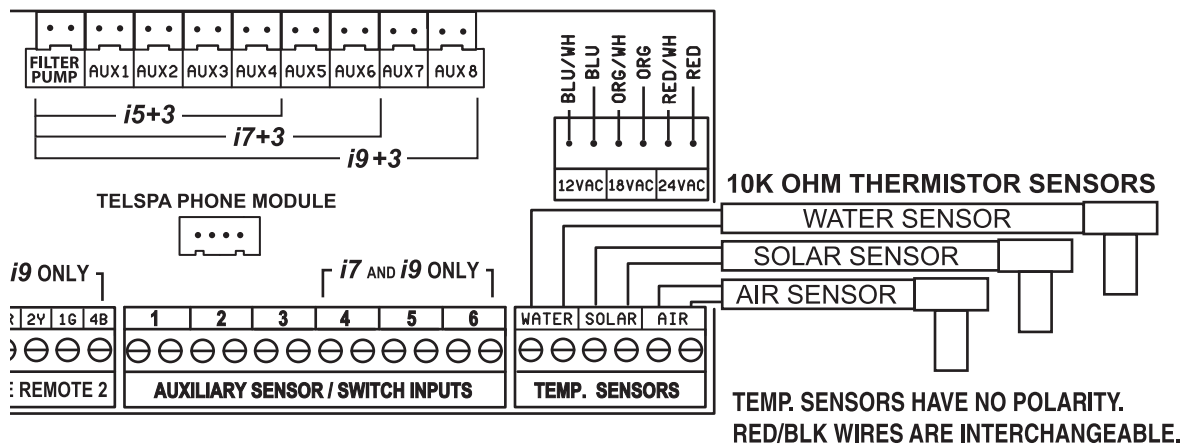 BLU/WH BLU ORG/WH ORG RED/WH RED
FILTER PUMP AUX1 AUX2 AUX3 AUX4 AUX5 AUX6 AUX7 AUX8
i5+3
i7+3
i9+3
12VAC 18VAC 24VAC
10K OHM THERMISTOR SENSORS
TELSPA PHONE MODULE
WATER SENSOR
SOLAR SENSOR
AIR SENSOR
i9 ONLY
i7 AND i9 ONLY
2Y 1G 4B
1 2 3 4 5 6
WATER SOLAR AIR
E REMOTE 2
AUXILIARY SENSOR / SWITCH INPUTS
TEMP. SENSORS
TEMP. SENSORS HAVE NO POLARITY.
RED/BLK WIRES ARE INTERCHANGEABLE.